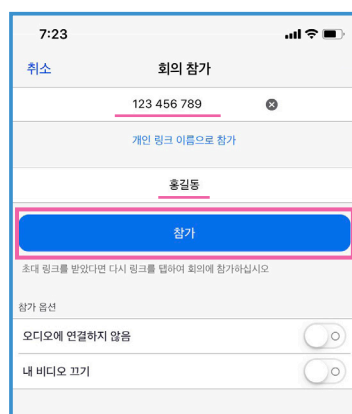 7:23
취소 회의 참가
123 456 789
개인 링크 이름으로 참가
홍길동
참가
초대 링크를 받았다면 다시 링크를 탭하여 회의에 참가하십시오
참가 옵션
오디오에 연결하지 않음
내 비디오 끄기